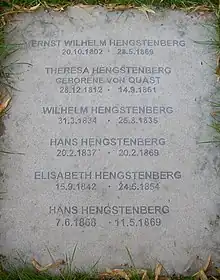 ERNST WILHELM HENGSTENBERG
20.10.1802 · 28.5.1869
THERESA HENGSTENBERG
GEBORENE VON QUAST
28.12.1812 · 14.9.1861
WILHELM HENGSTENBERG
31.3.1834 · 25.3.1835
HANS HENGSTENBERG
20.2.1837 · 20.2.1869
ELISABETH HENGSTENBERG
15.9.1842 · 24.5.1854
HANS HENGSTENBERG
7.6.1868 · 11.5.1869